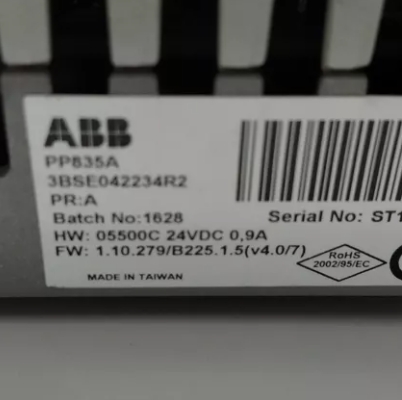 ABB
PP835A
3BSE042234R2
PR:A
Batch No:1628
Serial No: ST1
HW: 05500C 24VDC 0,9A
FW: 1.10.279/B225.1.5(v4.0/7)
RoHS
2002/95/EC
MADE IN TAIWAN